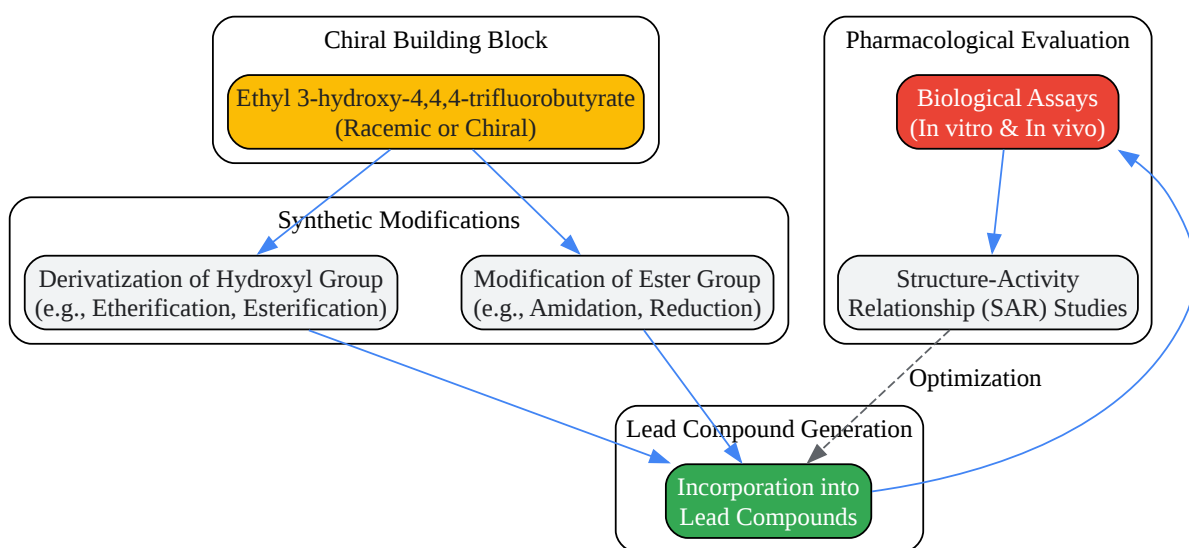 Chiral Building Block
Ethyl 3-hydroxy-4,4,4-trifluorobutyrate
(Racemic or Chiral)
Pharmacological Evaluation
Biological Assays
(In vitro & In vivo)
Synthetic Modifications
Derivatization of Hydroxyl Group
(e.g., Etherification, Esterification)
Modification of Ester Group
(e.g., Amidation, Reduction)
Structure-Activity
Relationship (SAR) Studies
Optimization
Lead Compound Generation
Incorporation into
Lead Compounds